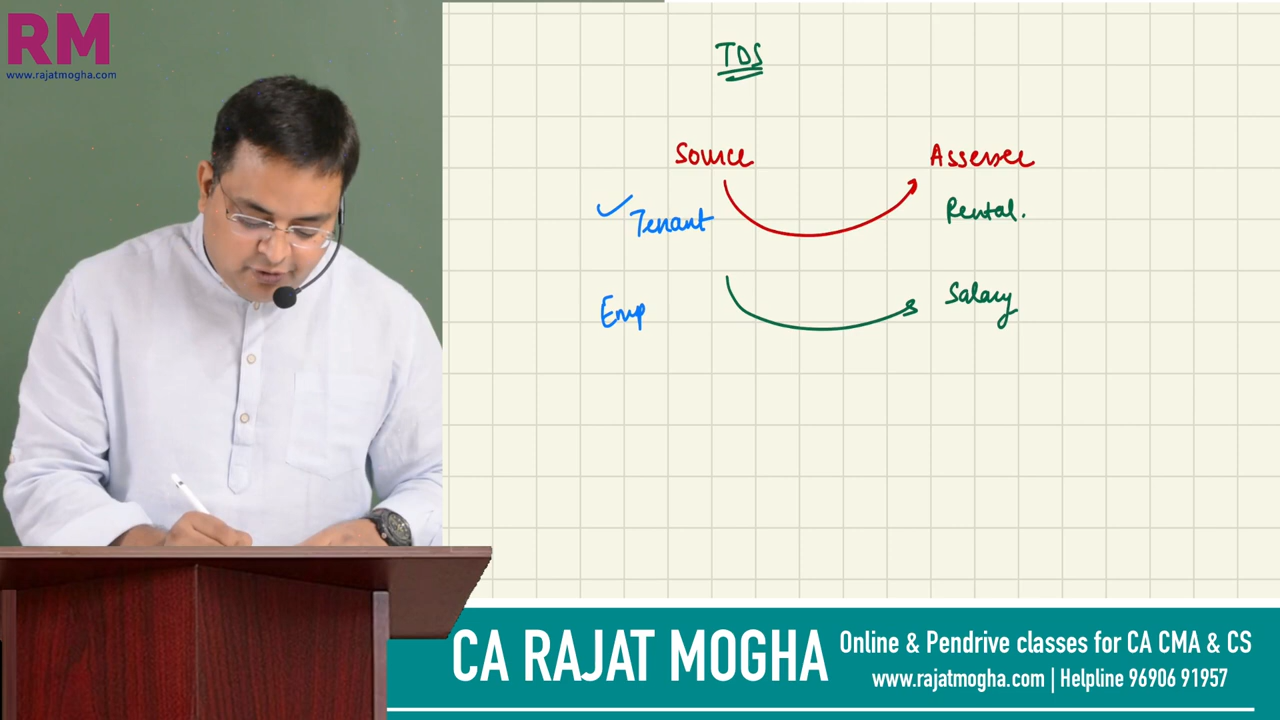 RM
www.rajatmogha.com
TDS
Source Assessee
✓ Tenant Rental.
Emp Salary
CA RAJAT MOGHA
Online & Pendrive classes for CA CMA & CS
www.rajatmogha.com | Helpline 96906 91957